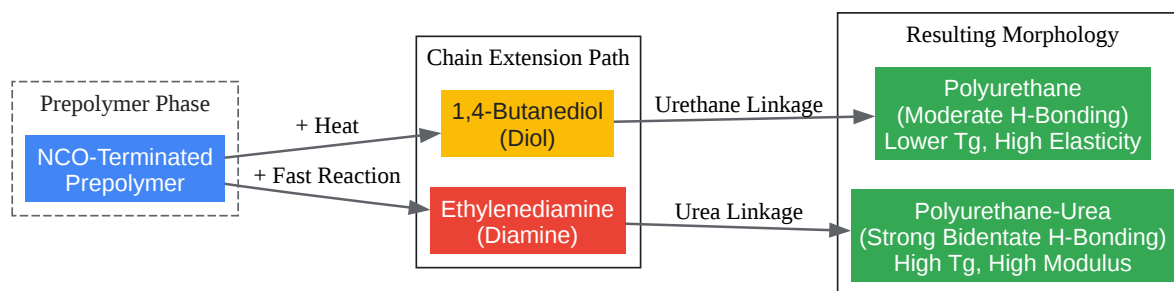 Prepolymer Phase
NCO-Terminated
Prepolymer
+ Heat
+ Fast Reaction
Chain Extension Path
1,4-Butanediol
(Diol)
Ethylenediamine
(Diamine)
Urethane Linkage
Urea Linkage
Resulting Morphology
Polyurethane
(Moderate H-Bonding)
Lower Tg, High Elasticity
Polyurethane-Urea
(Strong Bidentate H-Bonding)
High Tg, High Modulus